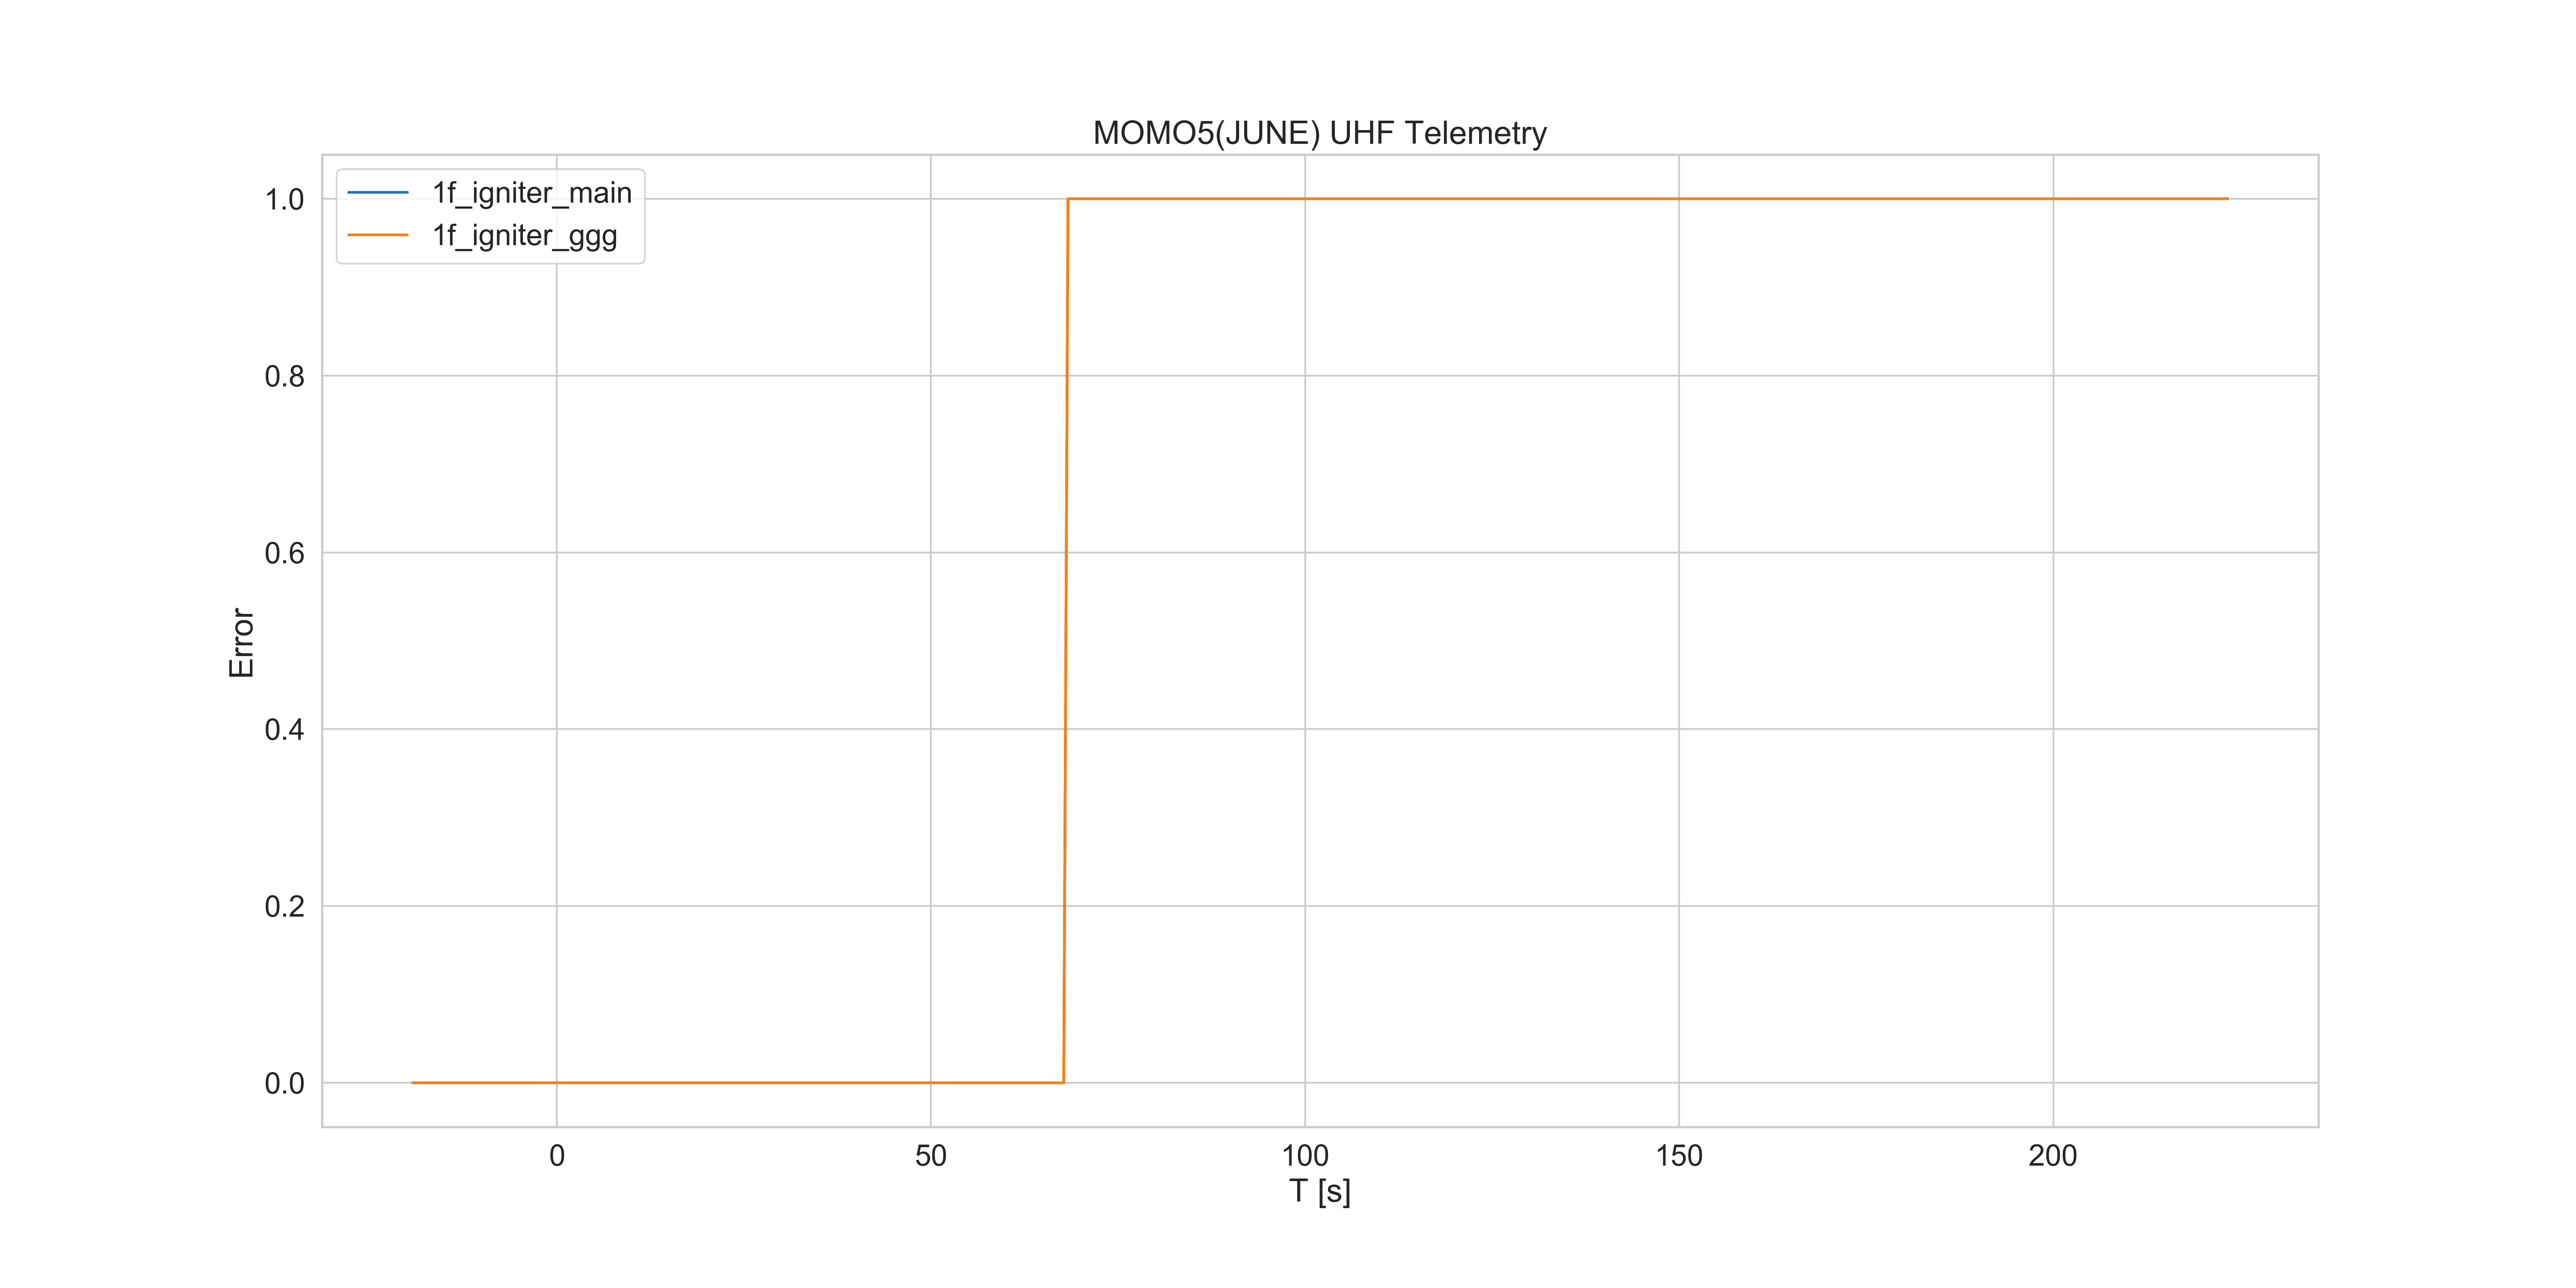 MOMO5(JUNE) UHF Telemetry
1f_igniter_main
1f_igniter_ggg
1.0
0.8
0.6
0.4
0.2
0.0
Error
0 50 100 150 200
T [s]